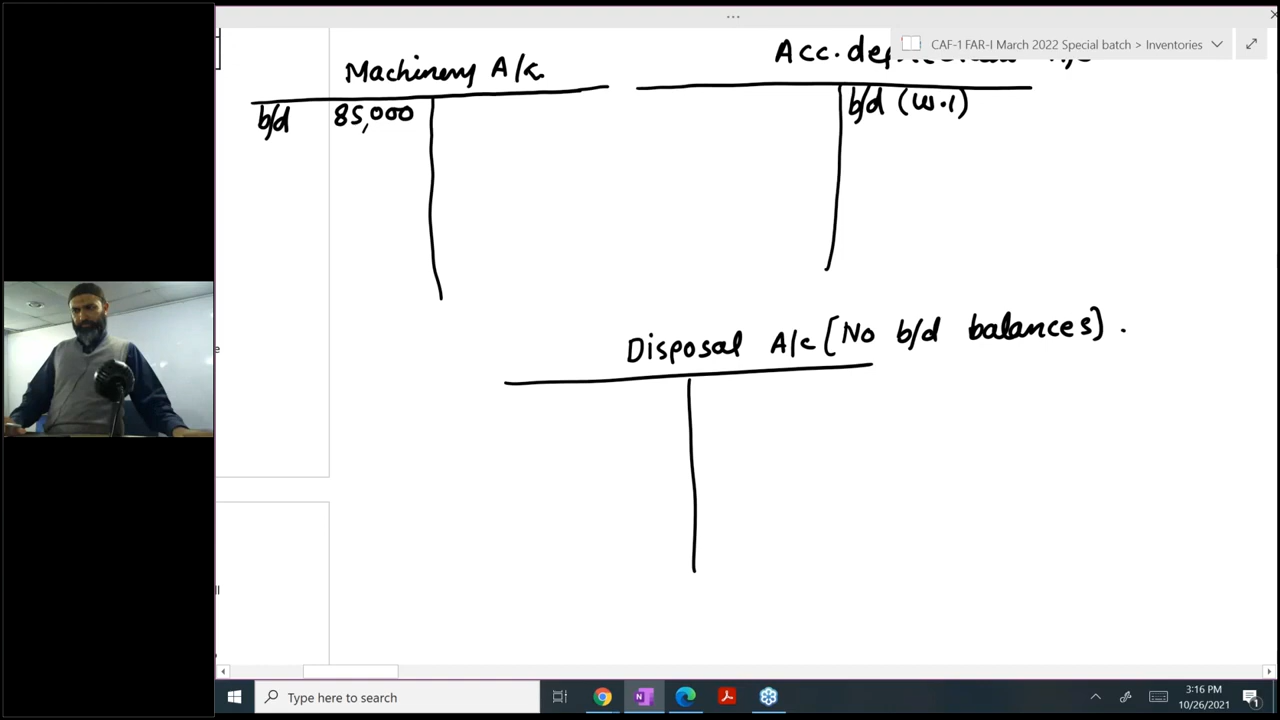 CAF-1 FAR-I March 2022 Special batch > Inventories
Machinery A/c.
Acc.
b/d 85,000
b/d (w.1)
Disposal A/c [No b/d balances] .
Type here to search
3:16 PM
10/26/2021
1